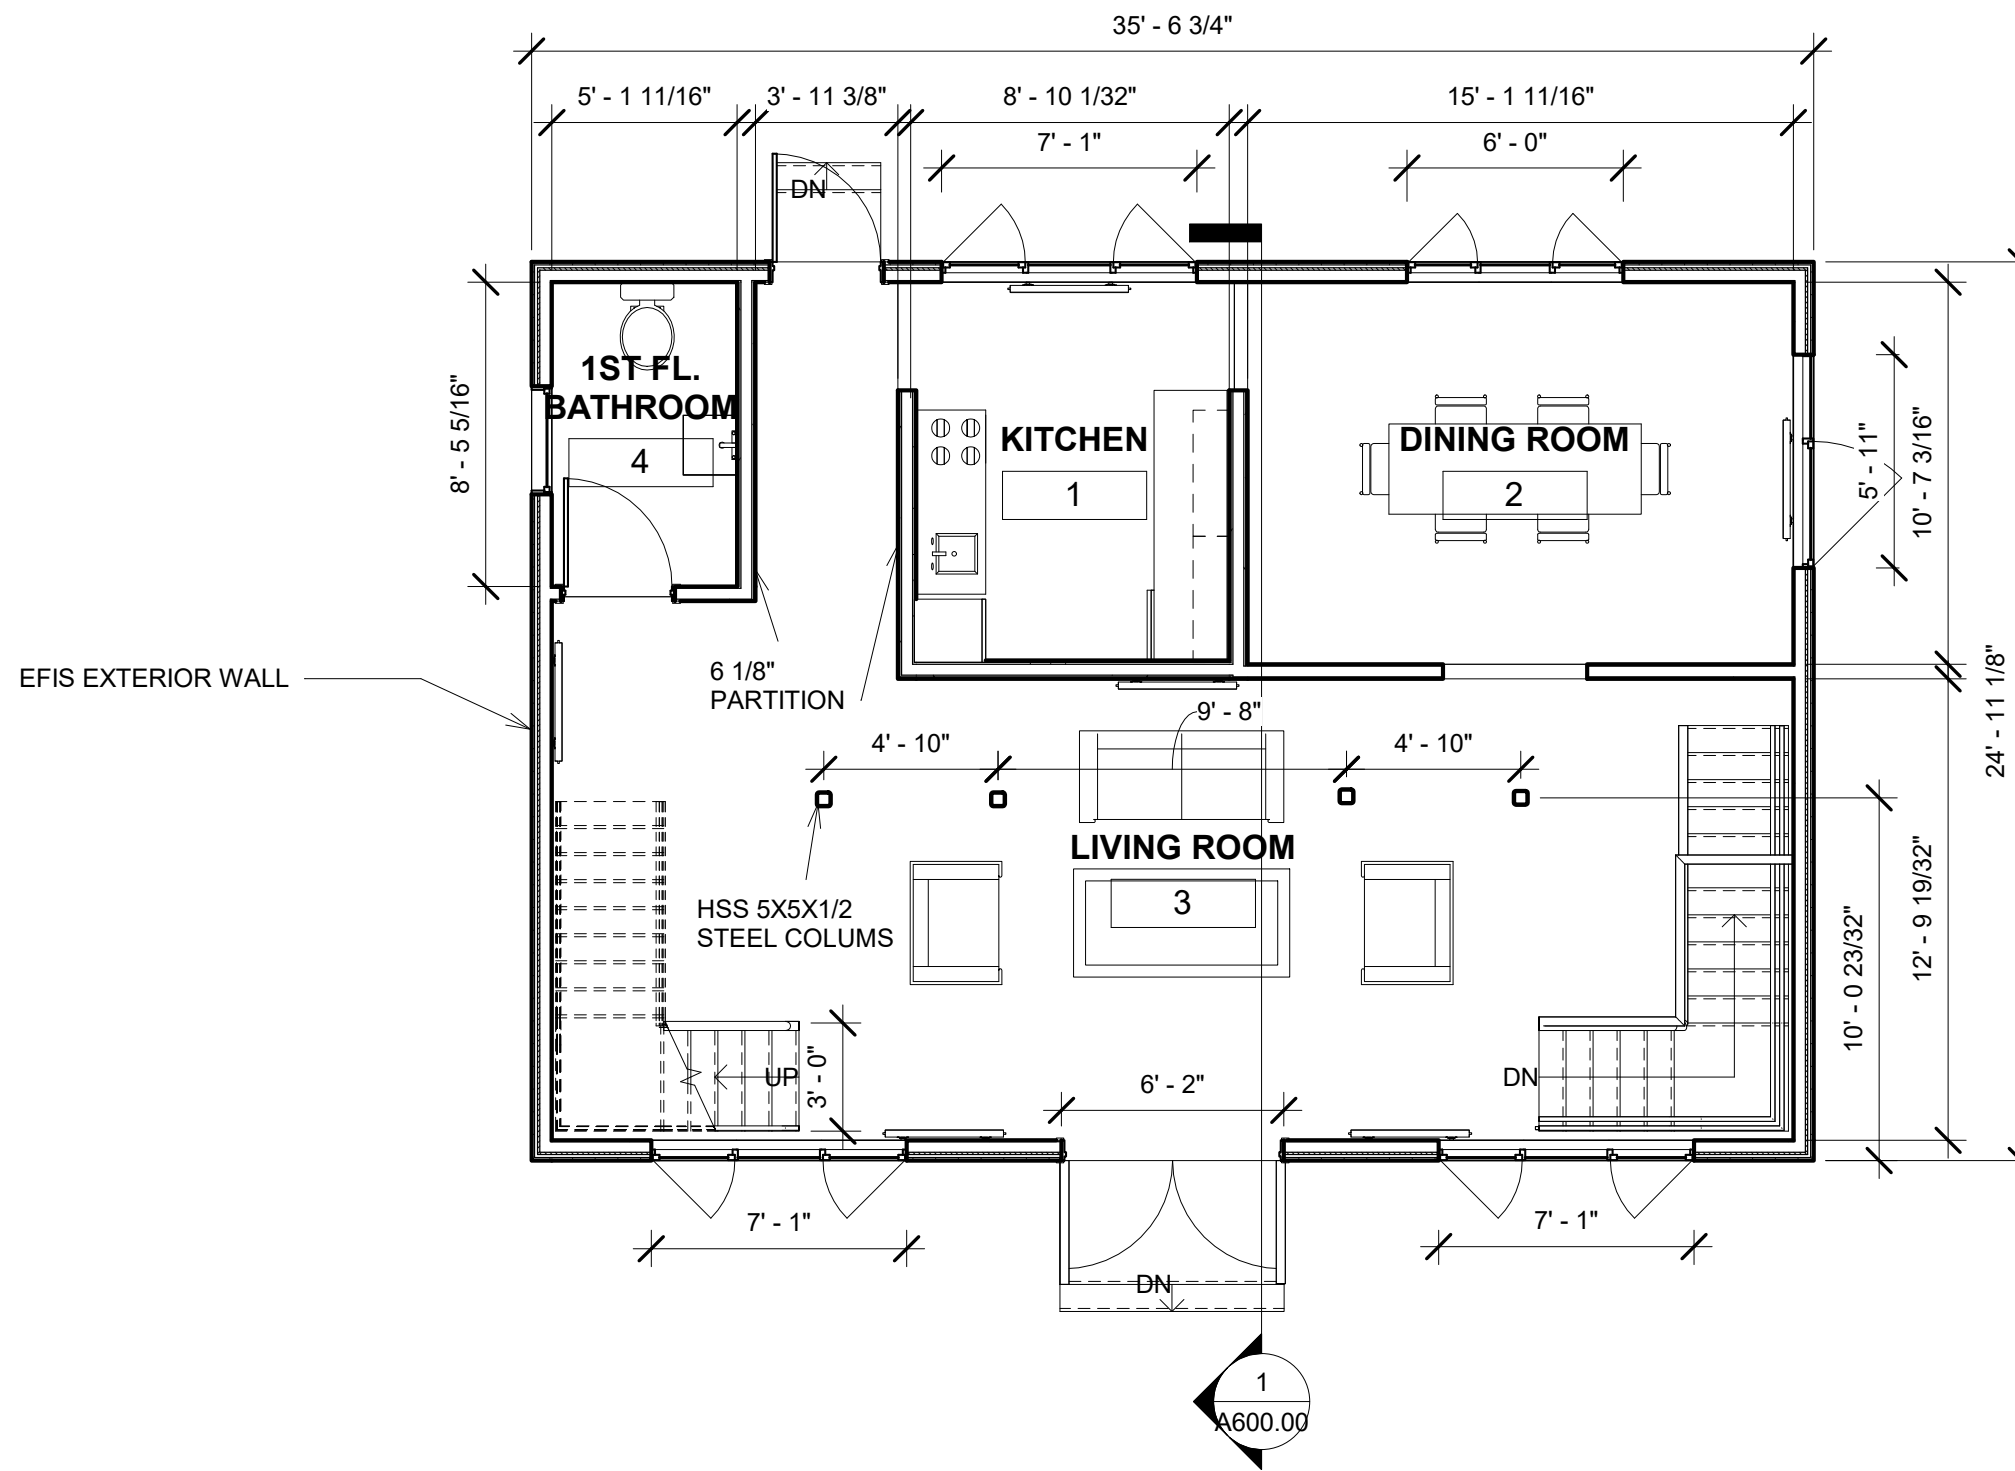 35' - 6 3/4"
5' - 1 11/16"
3' - 11 3/8"
8' - 10 1/32"
15' - 1 11/16"
7' - 1"
6' - 0"
DN
1ST FL.
BATHROOM
4
8' - 5 5/16"
KITCHEN
1
DINING ROOM
2
5' - 11"
10' - 7 3/16"
EFIS EXTERIOR WALL
6 1/8"
PARTITION
24' - 11 1/8"
9' - 8"
4' - 10"
4' - 10"
LIVING ROOM
3
HSS 5X5X1/2
STEEL COLUMS
12' - 9 19/32"
10' - 0 23/32"
UP
3' - 0"
6' - 2"
DN
7' - 1"
7' - 1"
DN
1
A600.00